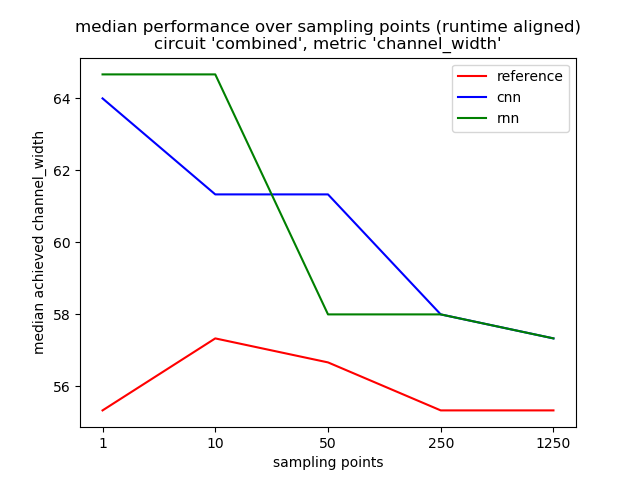 median performance over sampling points (runtime aligned)
circuit 'combined', metric 'channel_width'
reference
cnn
rnn
median achieved channel_width
64
62
60
58
56
1
10
50
250
1250
sampling points